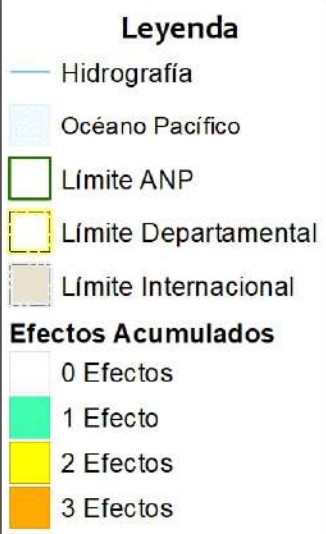 Leyenda
Hidrografía
Océano Pacífico
Límite ANP
Límite Departamental
Límite Internacional
Efectos Acumulados
0 Efectos
1 Efecto
2 Efectos
3 Efectos